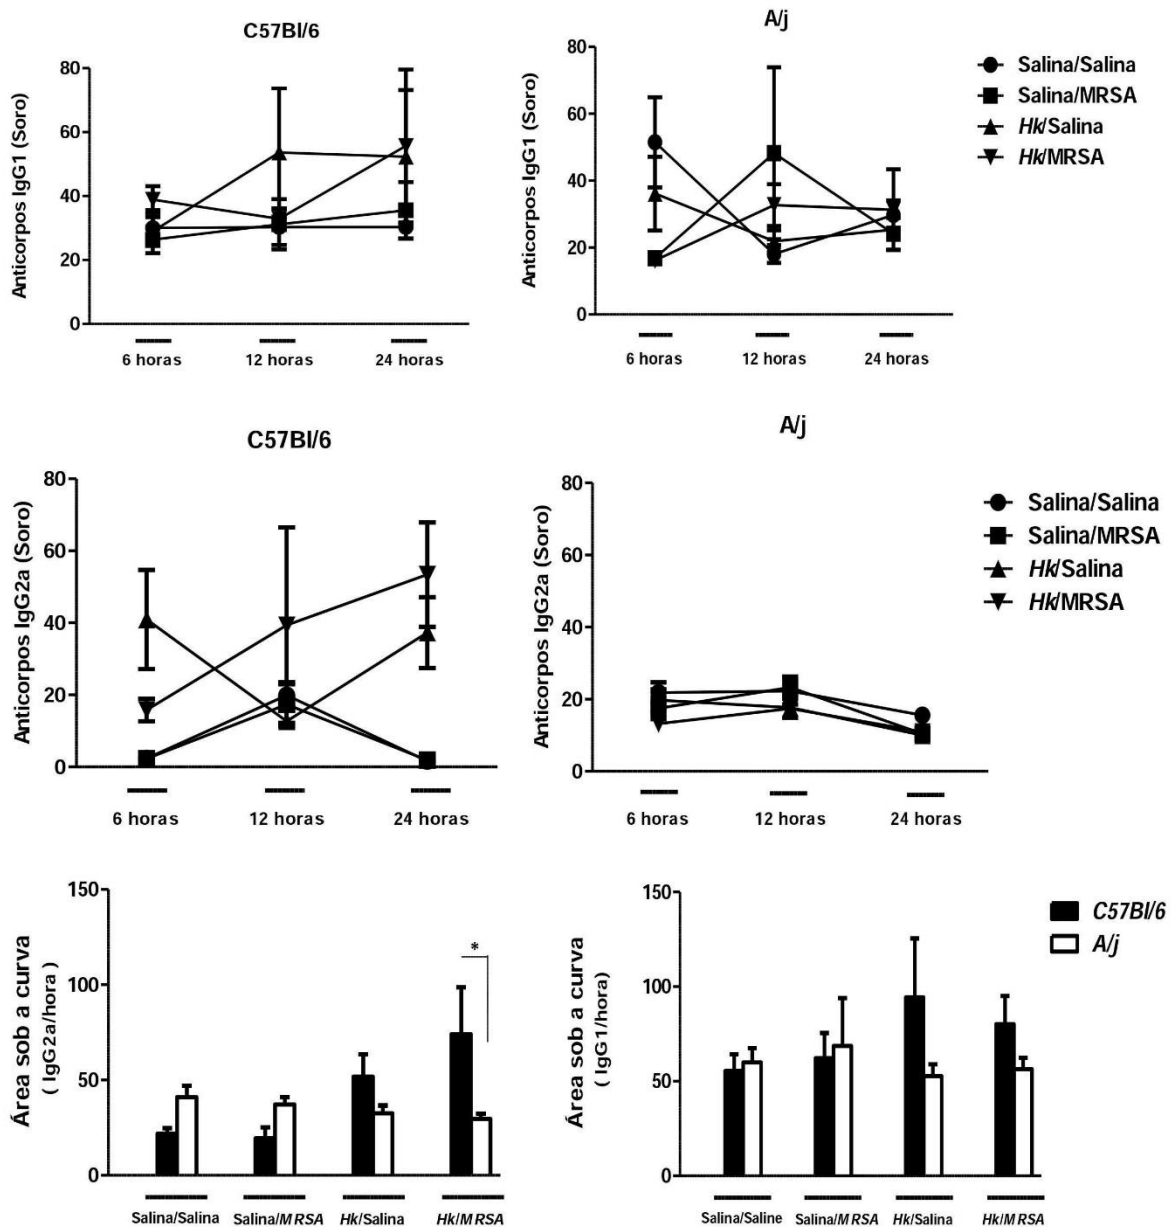 C57Bl/6
Anticorpos IgG1 (Soro)
80
60
40
20
0
6 horas 12 horas 24 horas
A/j
Anticorpos IgG1 (Soro)
80
60
40
20
0
6 horas 12 horas 24 horas
Salina/Salina
Salina/MRSA
Hk/Salina
Hk/MRSA
C57Bl/6
Anticorpos IgG2a (Soro)
80
60
40
20
0
6 horas 12 horas 24 horas
A/j
Anticorpos IgG2a (Soro)
80
60
40
20
0
6 horas 12 horas 24 horas
Salina/Salina
Salina/MRSA
Hk/Salina
Hk/MRSA
Área sob a curva
( IgG2a/hora )
150
100
50
0
*
Salina/Salina Salina/MRSA Hk/Salina Hk/MRSA
Área sob a curva
( IgG1/hora )
150
100
50
0
Salina/Saline Salina/MRSA Hk/Salina Hk/MRSA
C57Bl/6
A/j